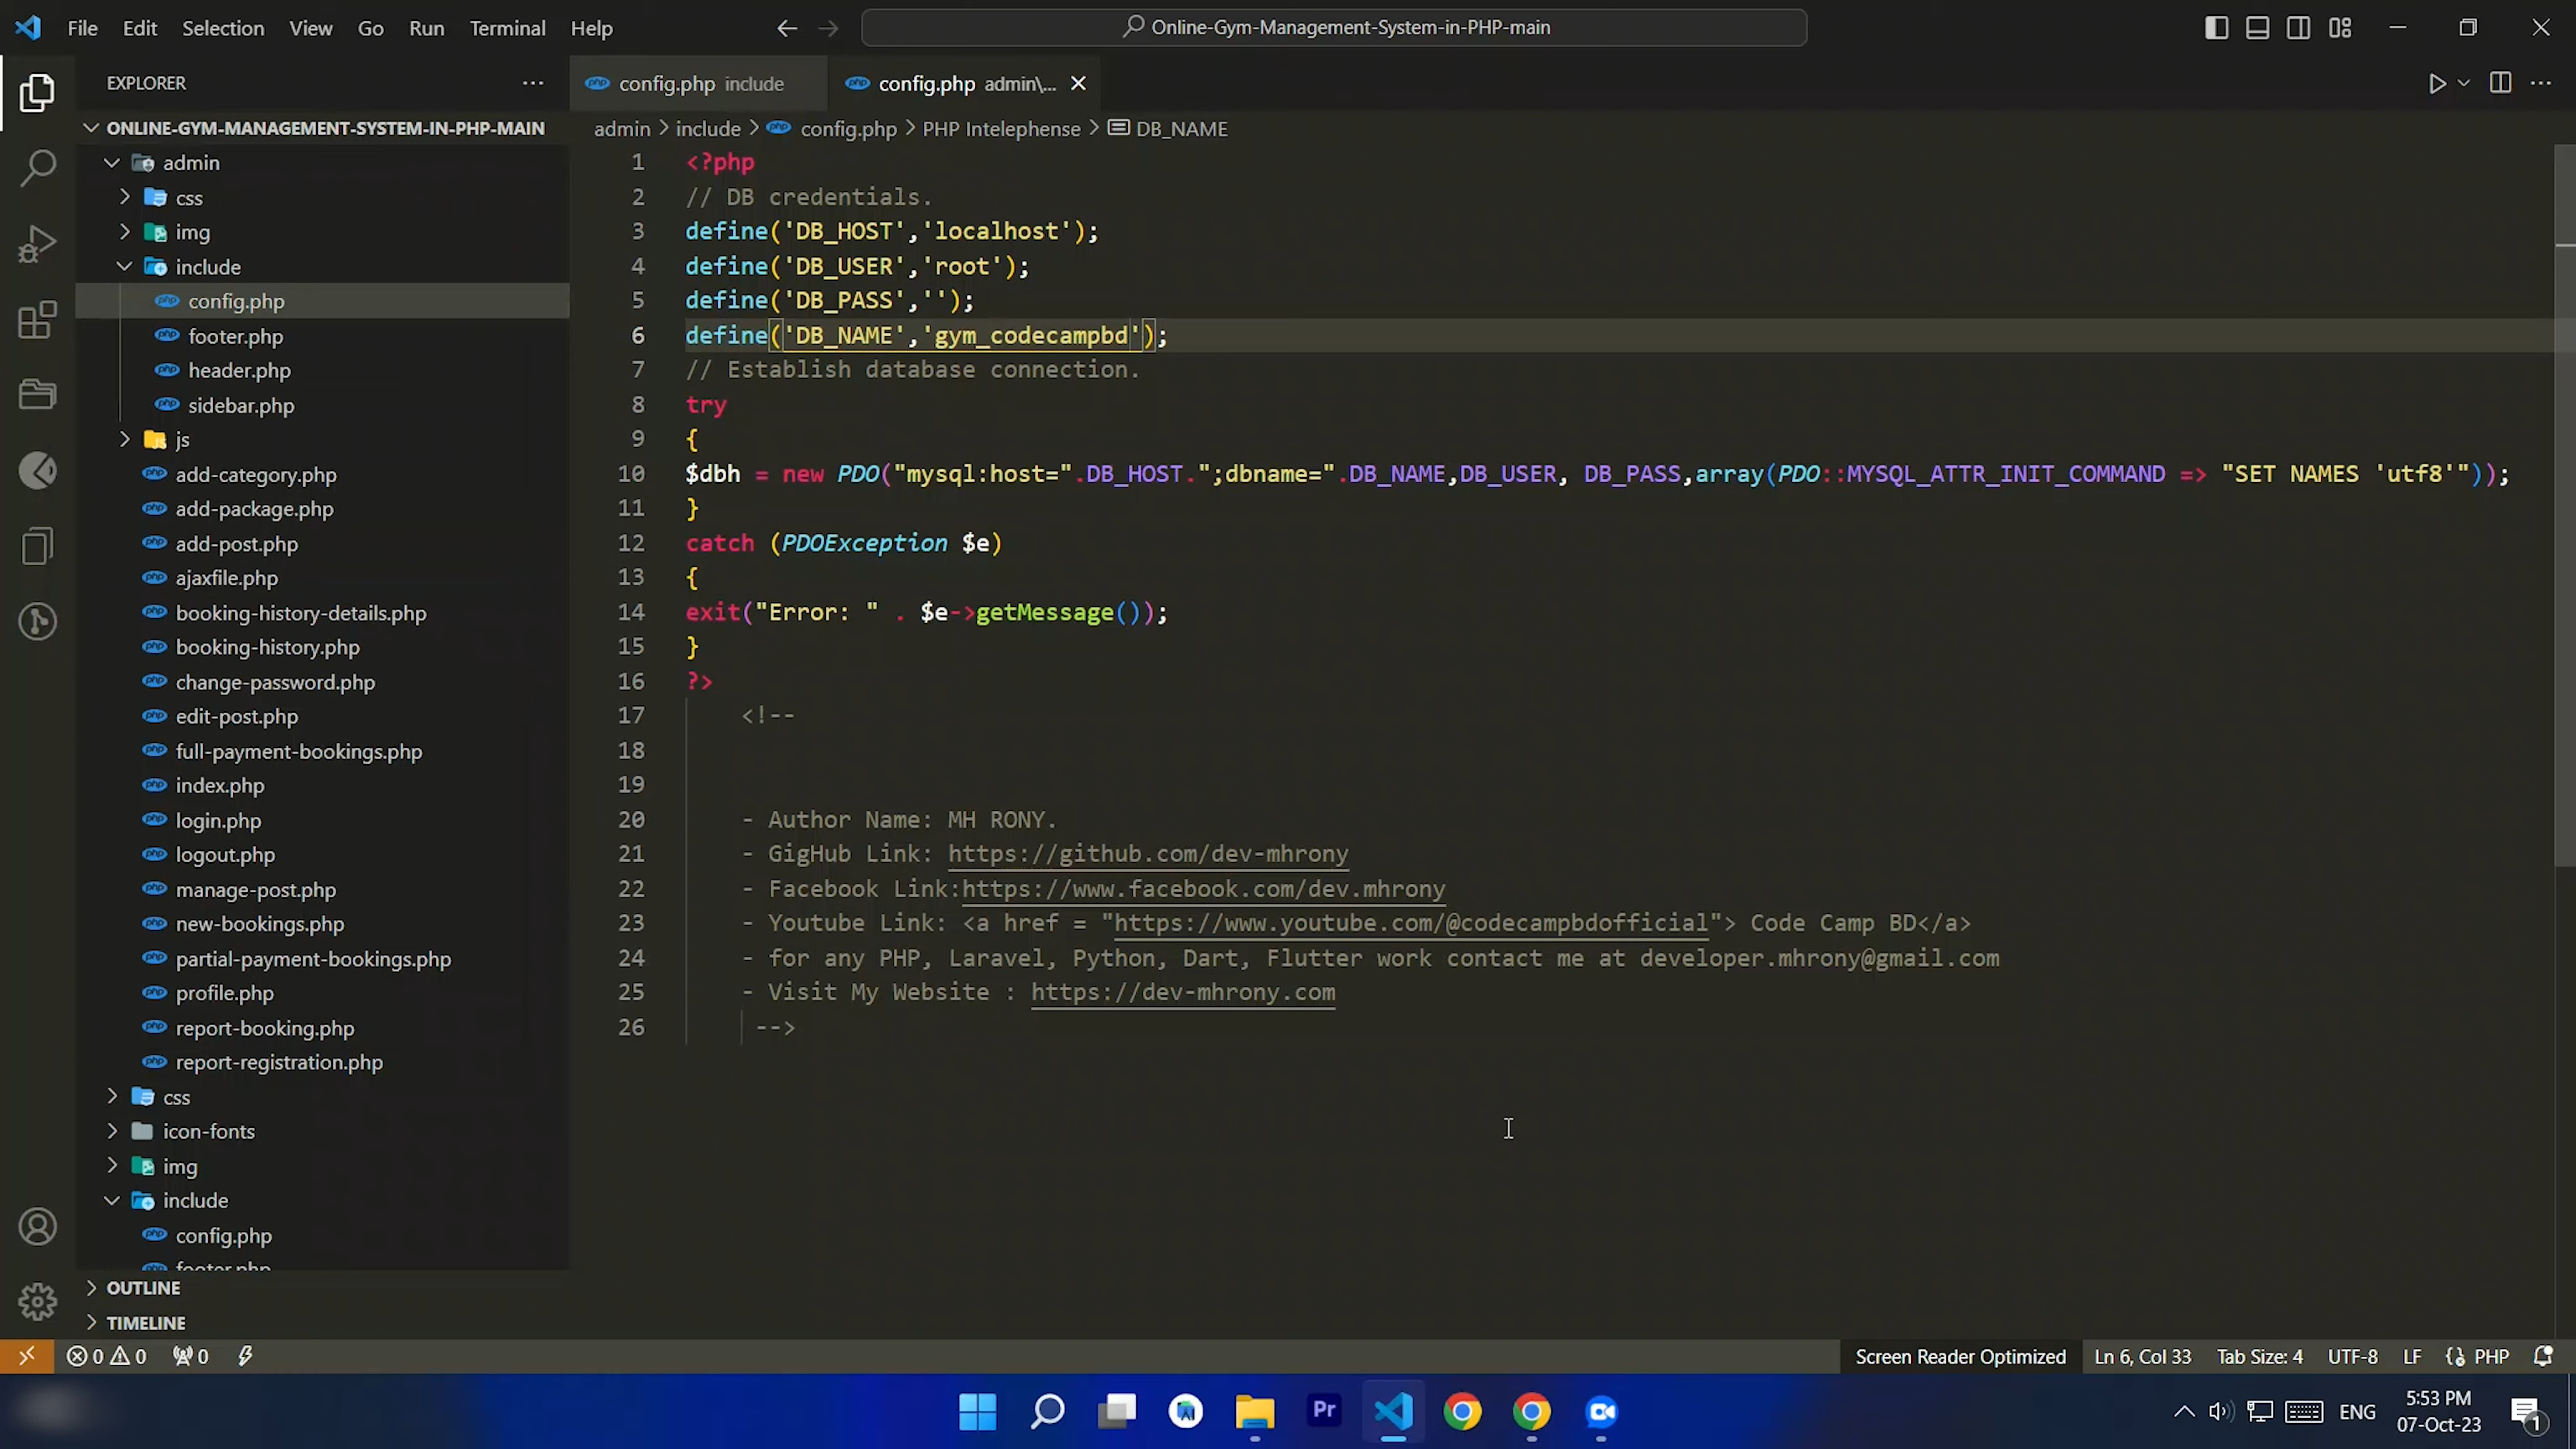 File Edit Selection View Go Run Terminal Help
Online-Gym-Management-System-in-PHP-main
EXPLORER
config.php include
config.php admin\...
ONLINE-GYM-MANAGEMENT-SYSTEM-IN-PHP-MAIN
admin > include > config.php > PHP Intelephense > DB_NAME
admin
css
img
include
config.php
footer.php
header.php
sidebar.php
js
add-category.php
add-package.php
add-post.php
ajaxfile.php
booking-history-details.php
booking-history.php
change-password.php
edit-post.php
full-payment-bookings.php
index.php
login.php
logout.php
manage-post.php
new-bookings.php
partial-payment-bookings.php
profile.php
report-booking.php
report-registration.php
css
icon-fonts
img
include
config.php
footer.php
OUTLINE
TIMELINE
1 <?php
2 // DB credentials.
3 define('DB_HOST','localhost');
4 define('DB_USER','root');
5 define('DB_PASS','');
6 define('DB_NAME','gym_codecampbd');
7 // Establish database connection.
8 try
9 {
10 $dbh = new PDO("mysql:host=".DB_HOST.";dbname=".DB_NAME,DB_USER, DB_PASS,array(PDO::MYSQL_ATTR_INIT_COMMAND => "SET NAMES 'utf8'"));
11 }
12 catch (PDOException $e)
13 {
14 exit("Error: " . $e->getMessage());
15 }
16 ?>
17 <!--
18
19
20 - Author Name: MH RONY.
21 - GigHub Link: https://github.com/dev-mhrony
22 - Facebook Link:https://www.facebook.com/dev.mhrony
23 - Youtube Link: <a href = "https://www.youtube.com/@codecampbdofficial"> Code Camp BD</a>
24 - for any PHP, Laravel, Python, Dart, Flutter work contact me at developer.mhrony@gmail.com
25 - Visit My Website : https://dev-mhrony.com
26 -->
0 0 0
Screen Reader Optimized Ln 6, Col 33 Tab Size: 4 UTF-8 LF PHP
Pr
ENG
5:53 PM
07-Oct-23
1